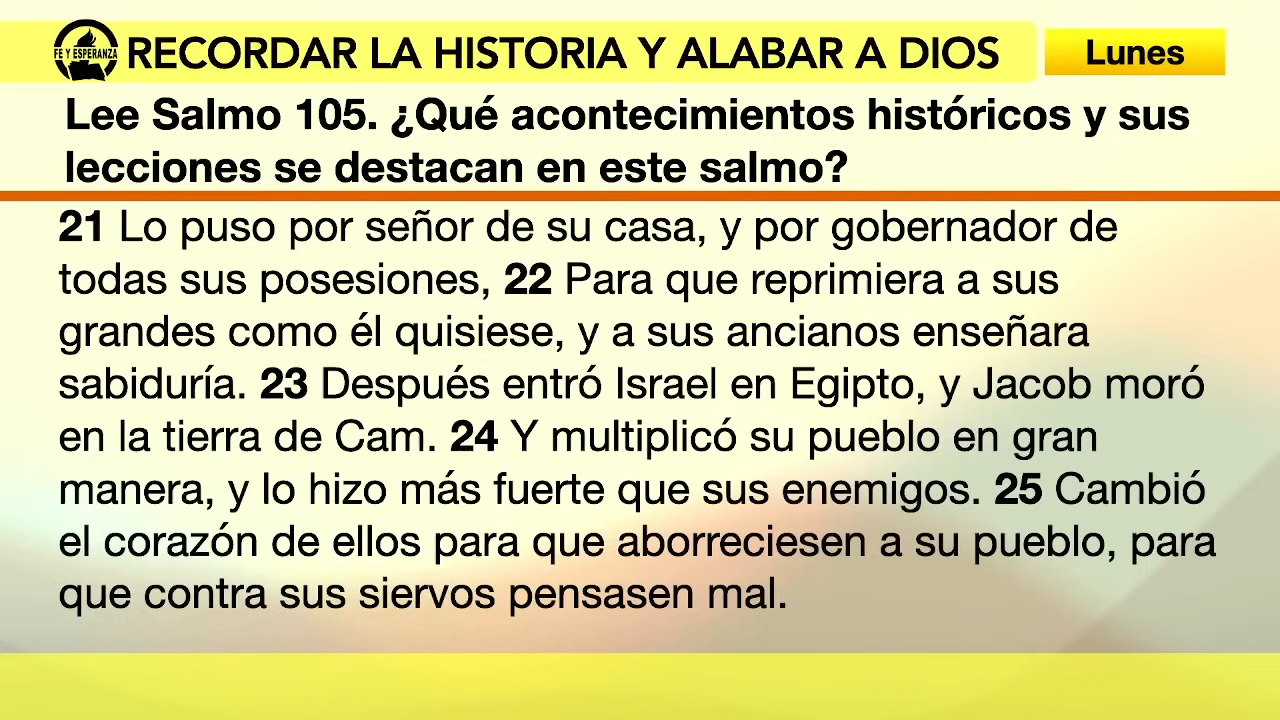 FE Y ESPERANZA
RECORDAR LA HISTORIA Y ALABAR A DIOS
Lunes
Lee Salmo 105. ¿Qué acontecimientos históricos y sus
lecciones se destacan en este salmo?
21 Lo puso por señor de su casa, y por gobernador de
todas sus posesiones, 22 Para que reprimiera a sus
grandes como él quisiese, y a sus ancianos enseñara
sabiduría. 23 Después entró Israel en Egipto, y Jacob moró
en la tierra de Cam. 24 Y multiplicó su pueblo en gran
manera, y lo hizo más fuerte que sus enemigos. 25 Cambió
el corazón de ellos para que aborreciesen a su pueblo, para
que contra sus siervos pensasen mal.